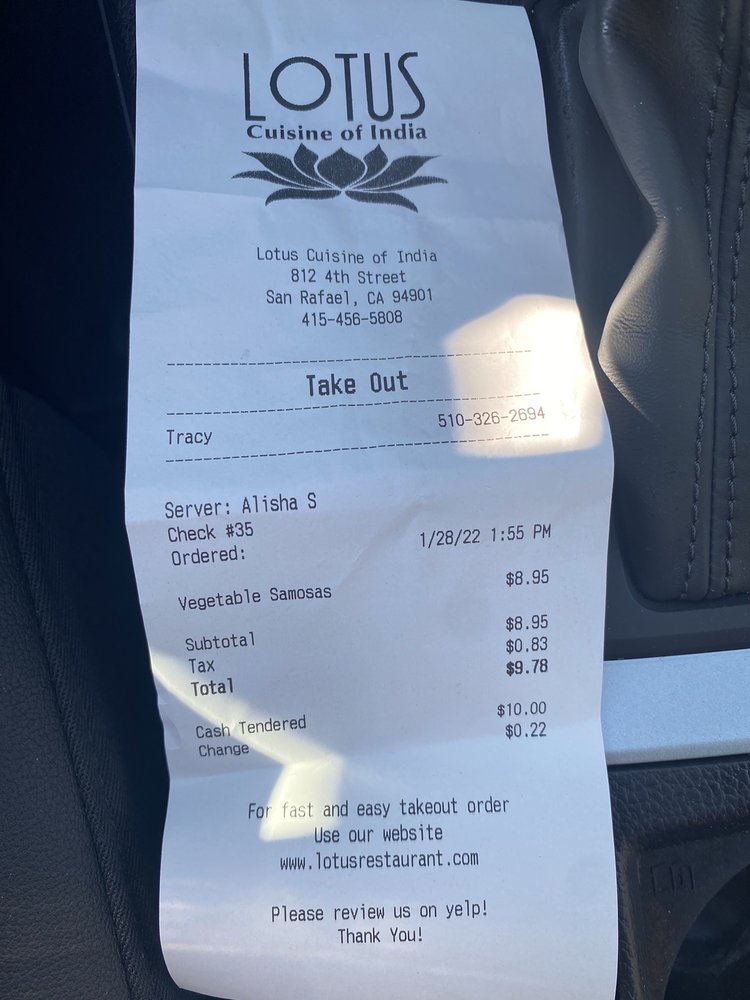 LOTUS
Cuisine of India
Lotus Cuisine of India
812 4th Street
San Rafael, CA 94901
415-456-5808
Take Out
Tracy 510-326-2694
Server: Alisha S
Check #35
Ordered: 1/28/22 1:55 PM
Vegetable Samosas $8.95
Subtotal $8.95
Tax $0.83
Total $9.78
Cash Tendered $10.00
Change $0.22
For fast and easy takeout order
Use our website
www.lotusrestaurant.com
Please review us on yelp!
Thank You!